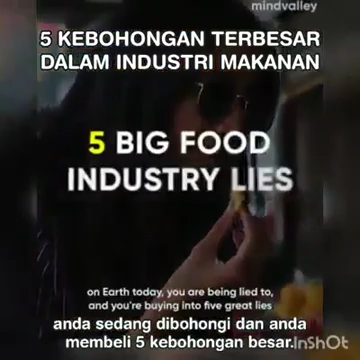 mindvalley
5 KEBOHONGAN TERBESAR
DALAM INDUSTRI MAKANAN
5 BIG FOOD
INDUSTRY LIES
on Earth today, you are being lied to,
and you're buying into five great lies
anda sedang dibohongi dan anda
membeli 5 kebohongan besar.
InShOt